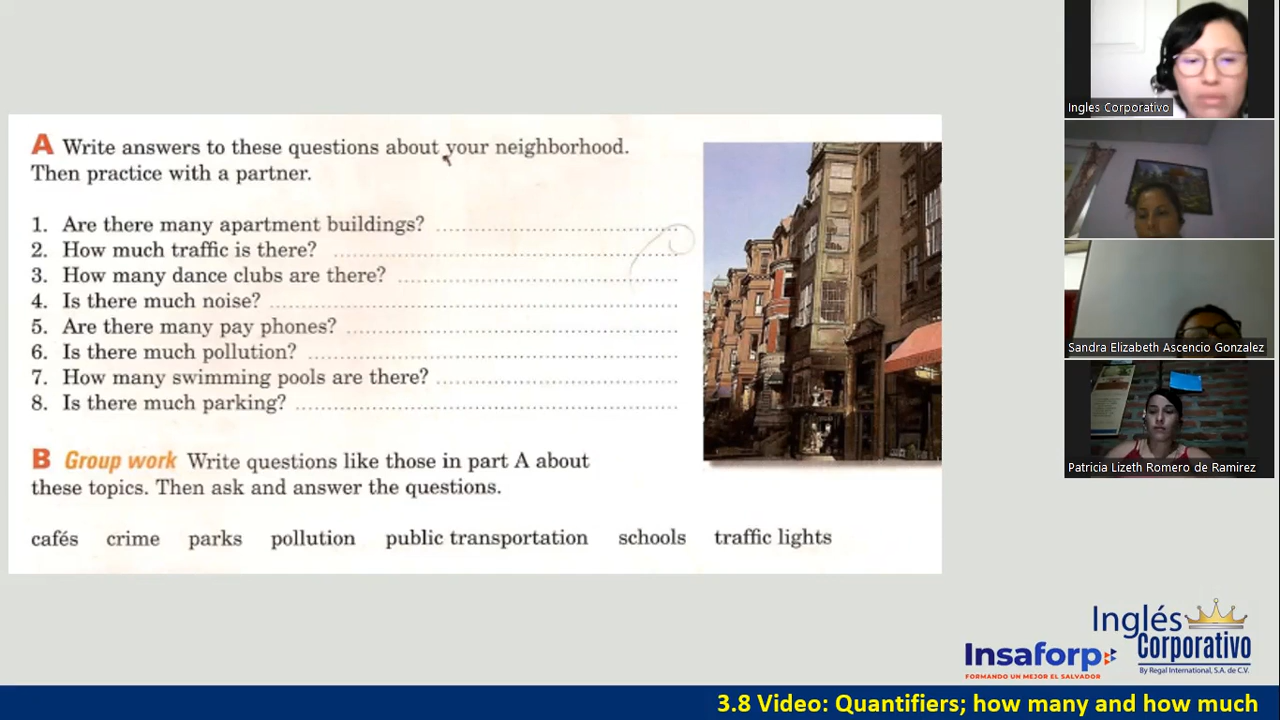 A Write answers to these questions about your neighborhood.
Then practice with a partner.
1. Are there many apartment buildings?
2. How much traffic is there?
3. How many dance clubs are there?
4. Is there much noise?
5. Are there many pay phones?
6. Is there much pollution?
7. How many swimming pools are there?
8. Is there much parking?
B Group work Write questions like those in part A about
these topics. Then ask and answer the questions.
cafés crime parks pollution public transportation schools traffic lights
Ingles Corporativo
Sandra Elizabeth Ascencio Gonzalez
Patricia Lizeth Romero de Ramirez
Insaforp
FORMANDO UN MEJOR EL SALVADOR
Inglés
Corporativo
By Regal International, S.A. de C.V.
3.8 Video: Quantifiers; how many and how much